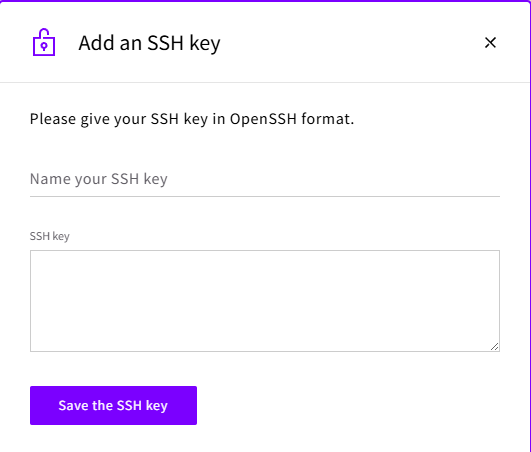 Add an SSH key
Please give your SSH key in OpenSSH format.
Name your SSH key
SSH key
Save the SSH key